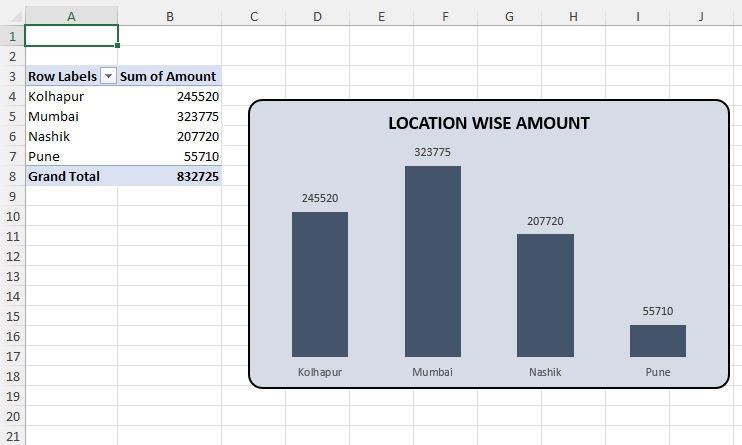 A B C D E F G H I J
1
2
3 Row Labels Sum of Amount
4 Kolhapur 245520
5 Mumbai 323775
6 Nashik 207720
7 Pune 55710
8 Grand Total 832725
9
10
11
12
13
14
15
16
17
18
19
20
21
LOCATION WISE AMOUNT
323775
245520
207720
55710
Kolhapur Mumbai Nashik Pune